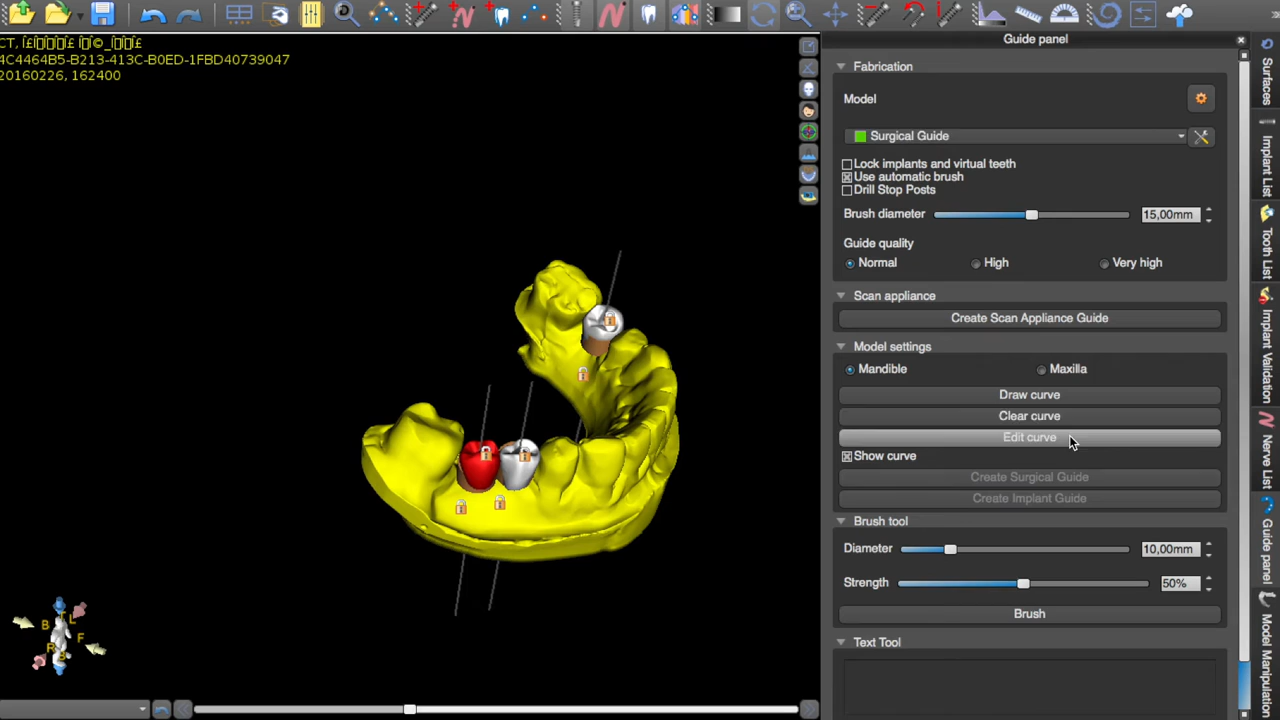 Guide panel
4C4464B5-B213-413C-B0ED-1FBD40739047
20160226, 162400
Fabrication
Model
Surgical Guide
Lock implants and virtual teeth
Use automatic brush
Drill Stop Posts
Brush diameter 15,00mm
Guide quality
Normal High Very high
Scan appliance
Create Scan Appliance Guide
Model settings
Mandible Maxilla
Draw curve
Clear curve
Edit curve
Show curve
Create Surgical Guide
Create Implant Guide
Brush tool
Diameter 10,00mm
Strength 50%
Brush
Text Tool
Surfaces
Implant List
Tooth List
Implant Validation
Nerve List
Guide panel
Model Manipulation
B
L
F
R